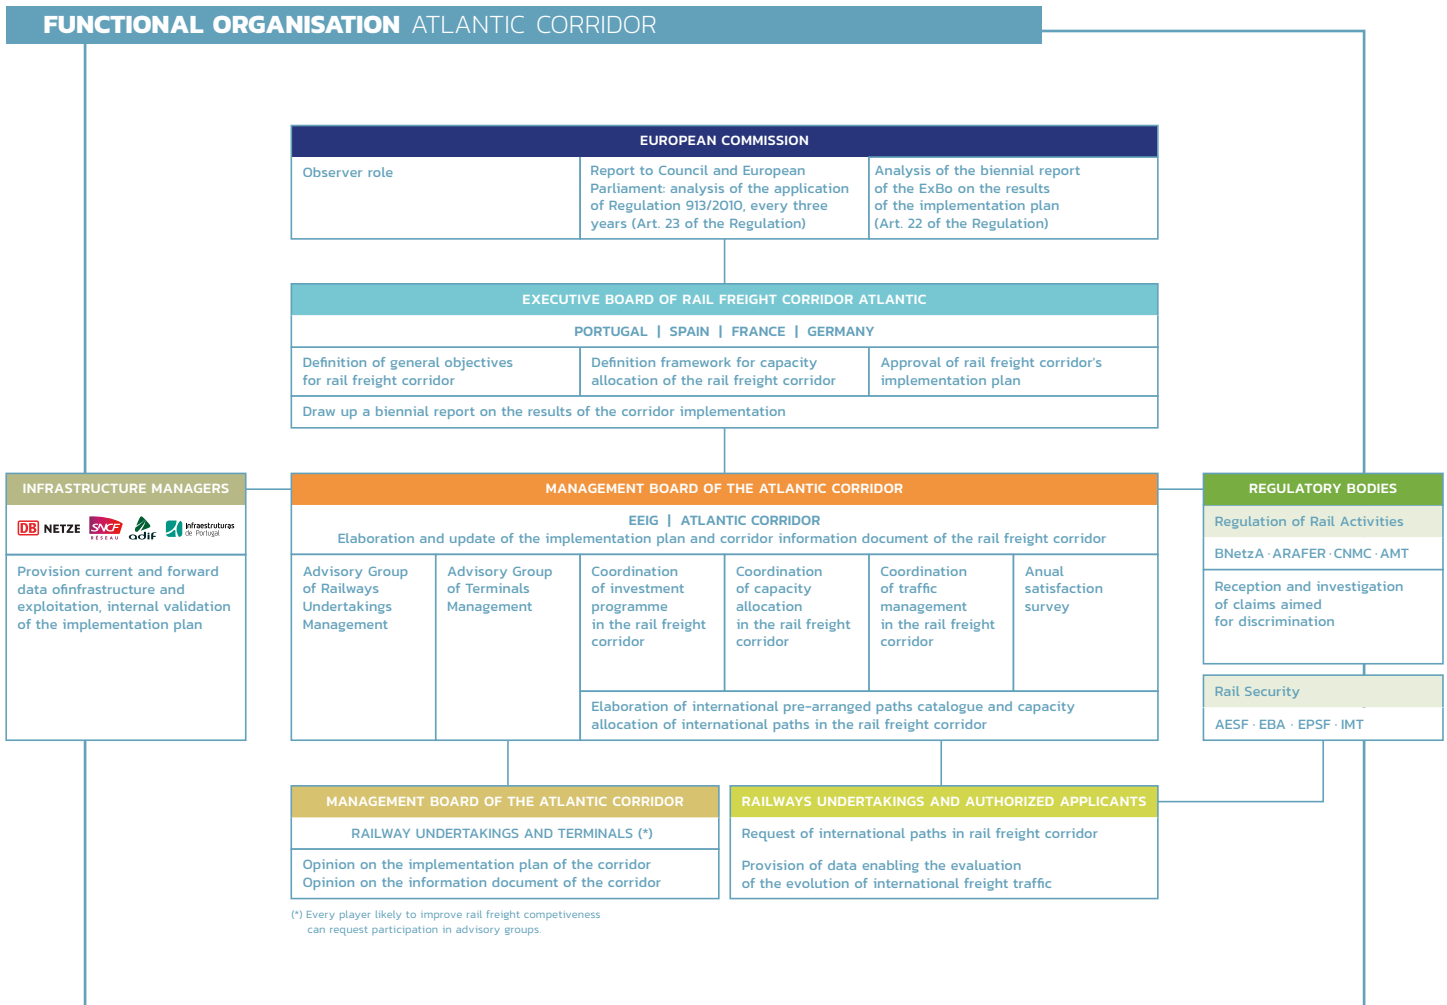 FUNCTIONAL ORGANISATION ATLANTIC CORRIDOR
EUROPEAN COMMISSION
Observer role
Report to Council and European
Parliament: analysis of the application
of Regulation 913/2010, every three
years (Art. 23 of the Regulation)
Analysis of the biennial report
of the ExBo on the results
of the implementation plan
(Art. 22 of the Regulation)
EXECUTIVE BOARD OF RAIL FREIGHT CORRIDOR ATLANTIC
PORTUGAL | SPAIN | FRANCE | GERMANY
Definition of general objectives
for rail freight corridor
Definition framework for capacity
allocation of the rail freight corridor
Approval of rail freight corridor's
implementation plan
Draw up a biennial report on the results of the corridor implementation
INFRASTRUCTURE MANAGERS
DB NETZE
SNCF
RÉSEAU
adif
Infraestruturas
de Portugal
Provision current and forward
data ofinfrastructure and
exploitation, internal validation
of the implementation plan
MANAGEMENT BOARD OF THE ATLANTIC CORRIDOR
EEIG | ATLANTIC CORRIDOR
Elaboration and update of the implementation plan and corridor information document of the rail freight corridor
Advisory Group
of Railways
Undertakings
Management
Advisory Group
of Terminals
Management
Coordination
of investment
programme
in the rail freight
corridor
Coordination
of capacity
allocation
in the rail freight
corridor
Coordination
of traffic
management
in the rail freight
corridor
Anual
satisfaction
survey
Elaboration of international pre-arranged paths catalogue and capacity
allocation of international paths in the rail freight corridor
REGULATORY BODIES
Regulation of Rail Activities
BNetzA · ARAFER · CNMC · AMT
Reception and investigation
of claims aimed
for discrimination
Rail Security
AESF · EBA · EPSF · IMT
MANAGEMENT BOARD OF THE ATLANTIC CORRIDOR
RAILWAY UNDERTAKINGS AND TERMINALS (*)
Opinion on the implementation plan of the corridor
Opinion on the information document of the corridor
RAILWAYS UNDERTAKINGS AND AUTHORIZED APPLICANTS
Request of international paths in rail freight corridor
Provision of data enabling the evaluation
of the evolution of international freight traffic
(*) Every player likely to improve rail freight competiveness
can request participation in advisory groups.